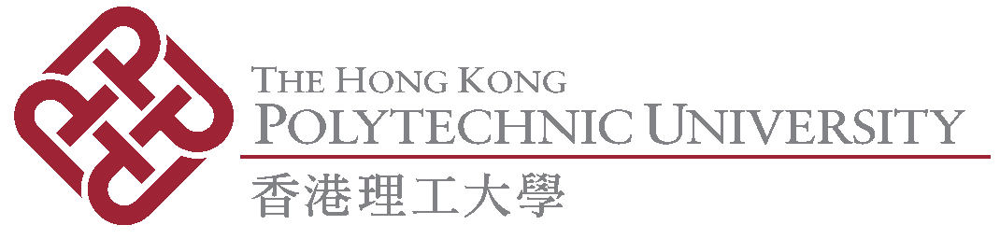 The Hong Kong
Polytechnic University
香港理工大學